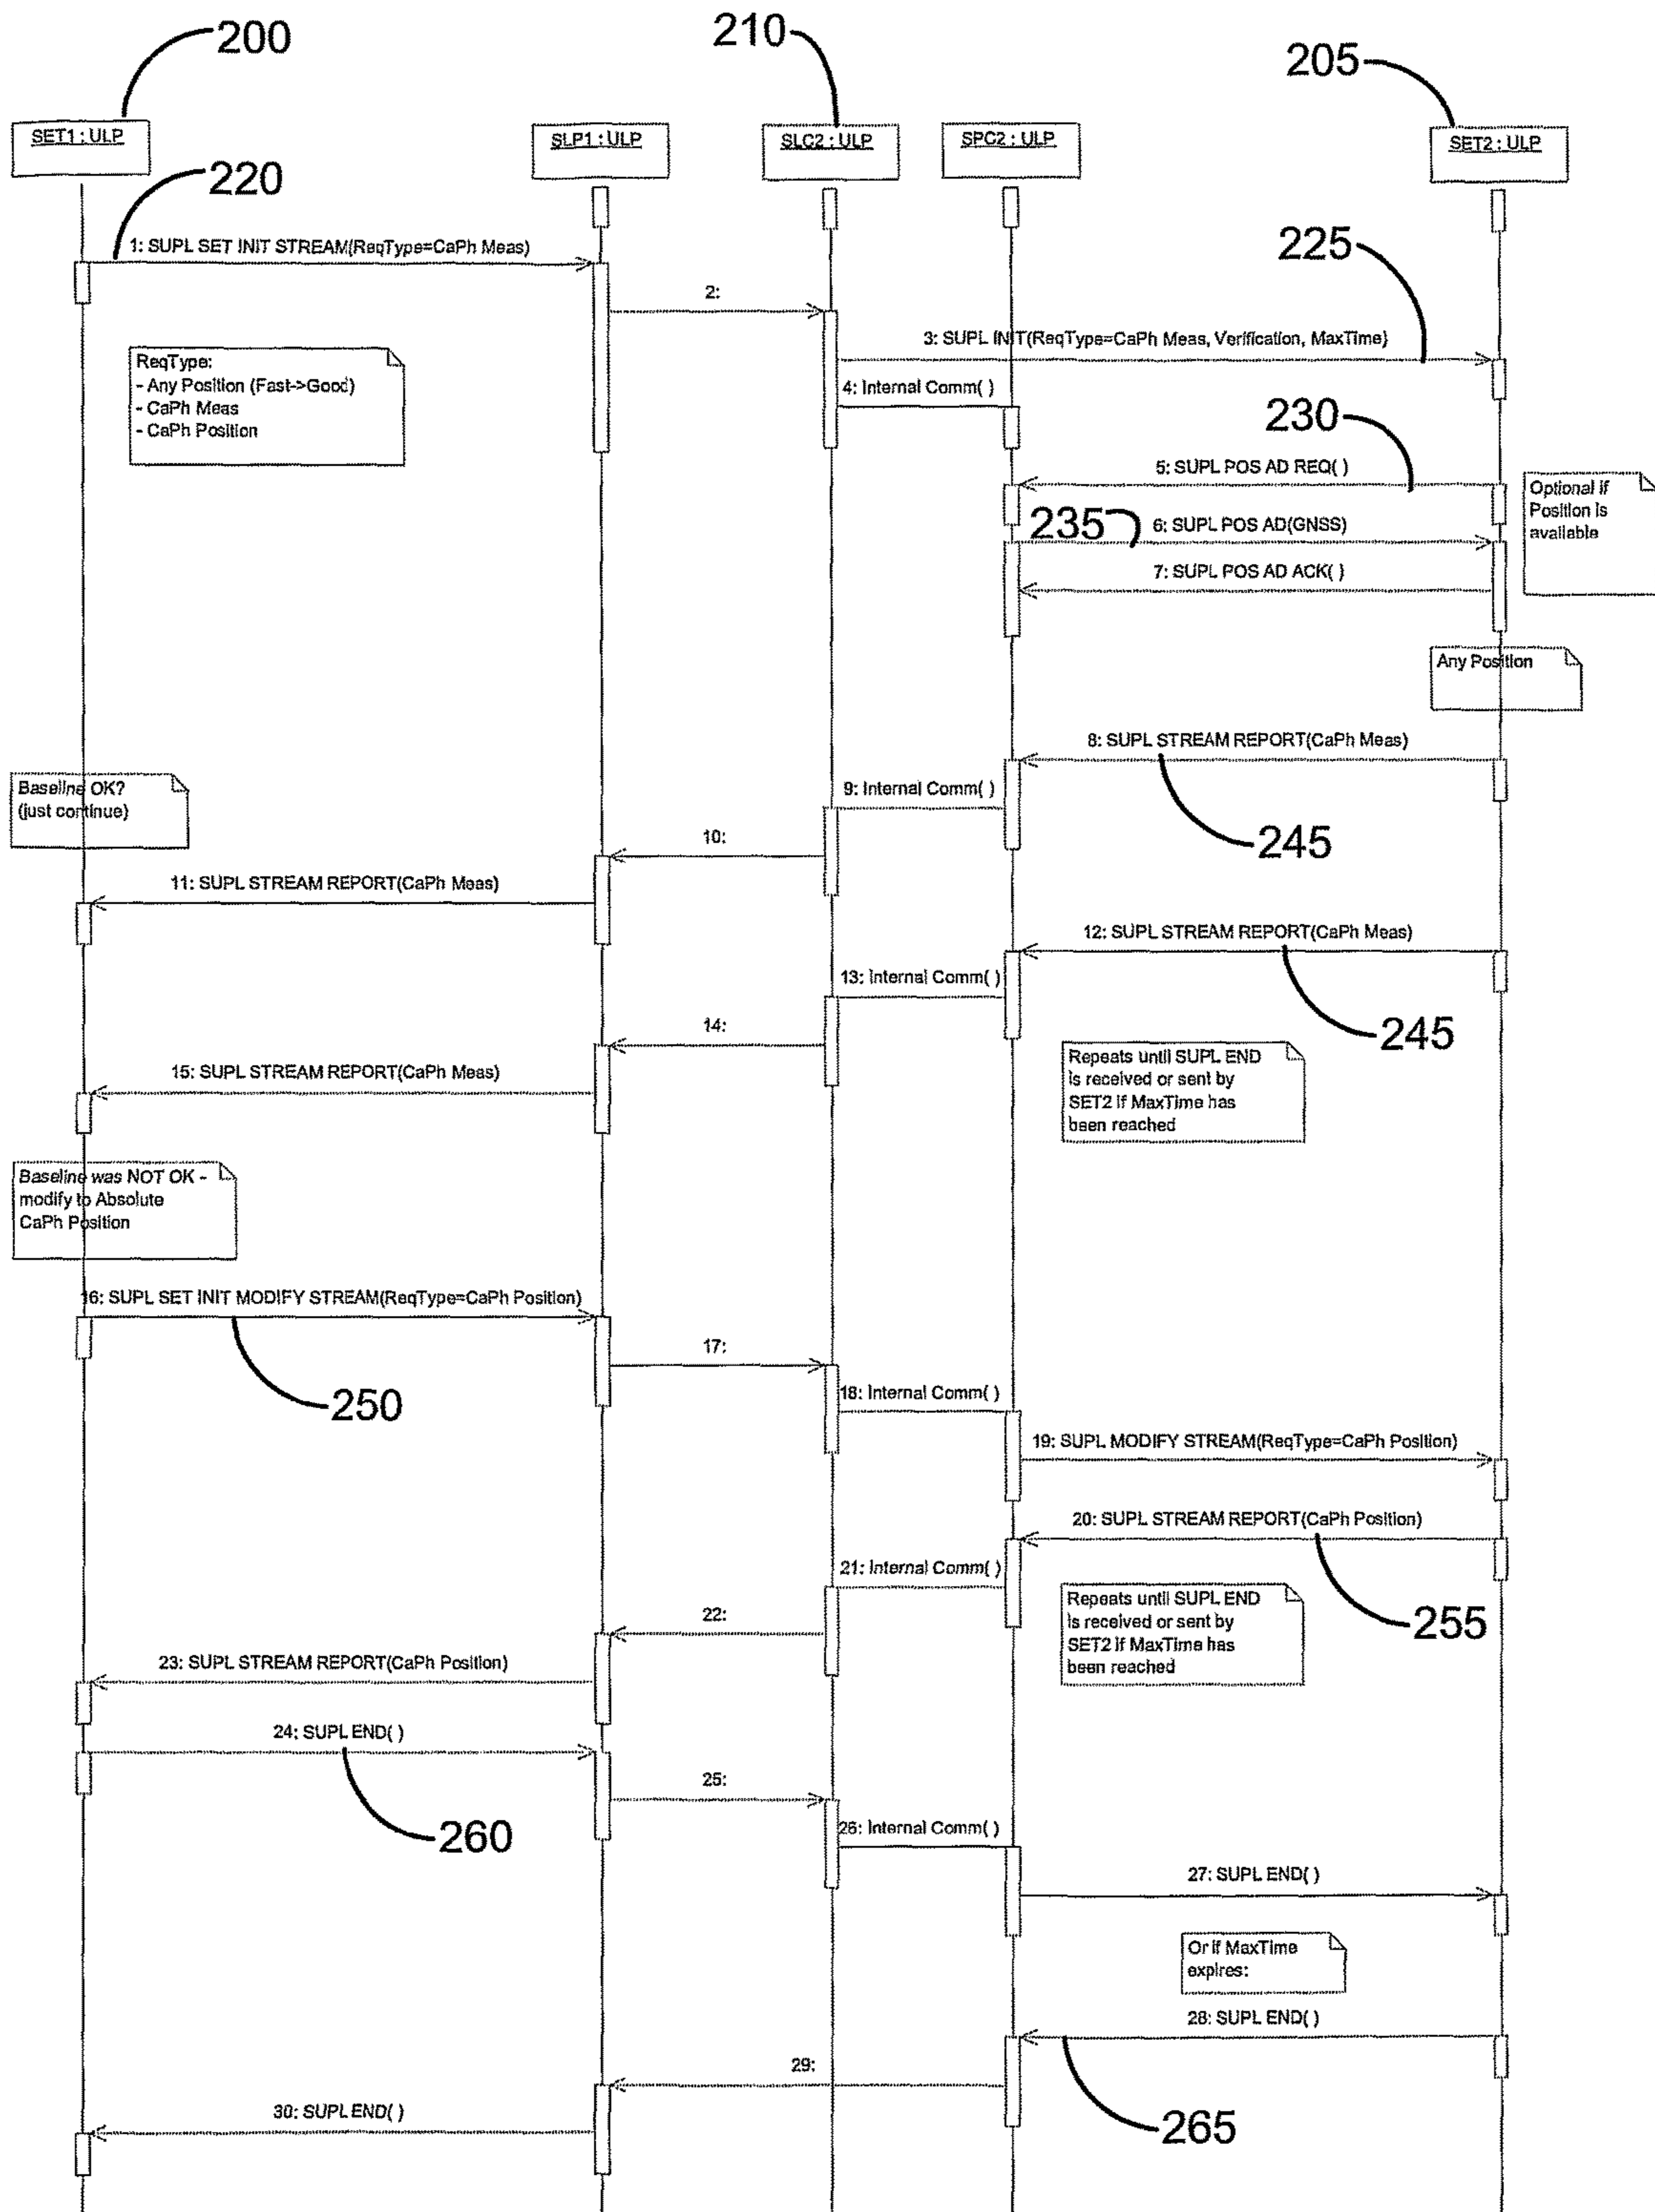 200
210
205
SET1 : ULP
SLP1 : ULP
SLC2 : ULP
SPC2 : ULP
SET2 : ULP
220
1: SUPL SET INIT STREAM(ReqType=CaPh Meas)
225
2:
3: SUPL INIT(ReqType=CaPh Meas, Verification, MaxTime)
ReqType:
- Any Position (Fast->Good)
- CaPh Meas
- CaPh Position
4: Internal Comm( )
230
5: SUPL POS AD REQ( )
Optional if
Position is
available
235
6: SUPL POS AD(GNSS)
7: SUPL POS AD ACK( )
Any Position
8: SUPL STREAM REPORT(CaPh Meas)
Baseline OK?
(just continue)
9: Internal Comm( )
245
10:
11: SUPL STREAM REPORT(CaPh Meas)
12: SUPL STREAM REPORT(CaPh Meas)
13: Internal Comm( )
245
14:
Repeats until SUPL END
is received or sent by
SET2 if MaxTime has
been reached
15: SUPL STREAM REPORT(CaPh Meas)
Baseline was NOT OK -
modify to Absolute
CaPh Position
16: SUPL SET INIT MODIFY STREAM(ReqType=CaPh Position)
250
17:
18: Internal Comm( )
19: SUPL MODIFY STREAM(ReqType=CaPh Position)
20: SUPL STREAM REPORT(CaPh Position)
21: Internal Comm( )
255
Repeats until SUPL END
is received or sent by
SET2 if MaxTime has
been reached
22:
23: SUPL STREAM REPORT(CaPh Position)
24: SUPL END( )
25:
260
26: Internal Comm( )
27: SUPL END( )
Or if MaxTime
expires:
28: SUPL END( )
29:
265
30: SUPL END( )